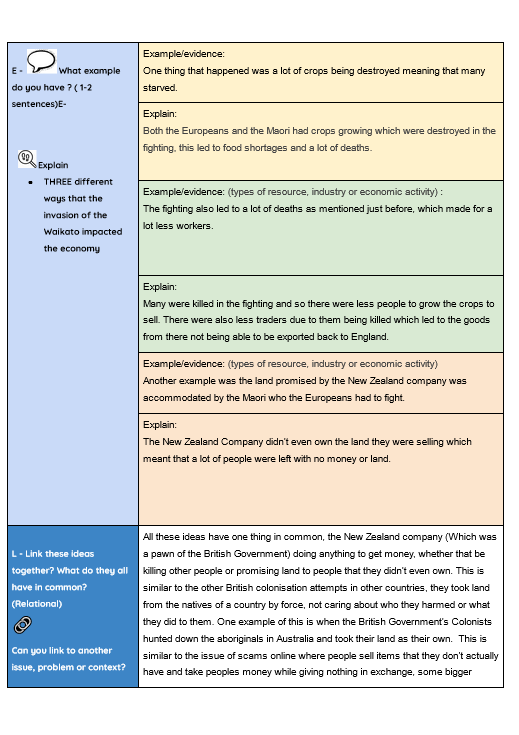 E - What example
do you have ? ( 1-2
sentences)E-
Explain
● THREE different
ways that the
invasion of the
Waikato impacted
the economy
Example/evidence:
One thing that happened was a lot of crops being destroyed meaning that many
starved.
Explain:
Both the Europeans and the Maori had crops growing which were destroyed in the
fighting, this led to food shortages and a lot of deaths.
Example/evidence: (types of resource, industry or economic activity) :
The fighting also led to a lot of deaths as mentioned just before, which made for a
lot less workers.
Explain:
Many were killed in the fighting and so there were less people to grow the crops to
sell. There were also less traders due to them being killed which led to the goods
from there not being able to be exported back to England.
Example/evidence: (types of resource, industry or economic activity)
Another example was the land promised by the New Zealand company was
accommodated by the Maori who the Europeans had to fight.
Explain:
The New Zealand Company didn't even own the land they were selling which
meant that a lot of people were left with no money or land.
L - Link these ideas
together? What do they all
have in common?
(Relational)
Can you link to another
issue, problem or context?
All these ideas have one thing in common, the New Zealand company (Which was
a pawn of the British Government) doing anything to get money, whether that be
killing other people or promising land to people that they didn't even own. This is
similar to the other British colonisation attempts in other countries, they took land
from the natives of a country by force, not caring about who they harmed or what
they did to them. One example of this is when the British Government's Colonists
hunted down the aboriginals in Australia and took their land as their own.  This is
similar to the issue of scams online where people sell items that they don't actually
have and take peoples money while giving nothing in exchange, some bigger